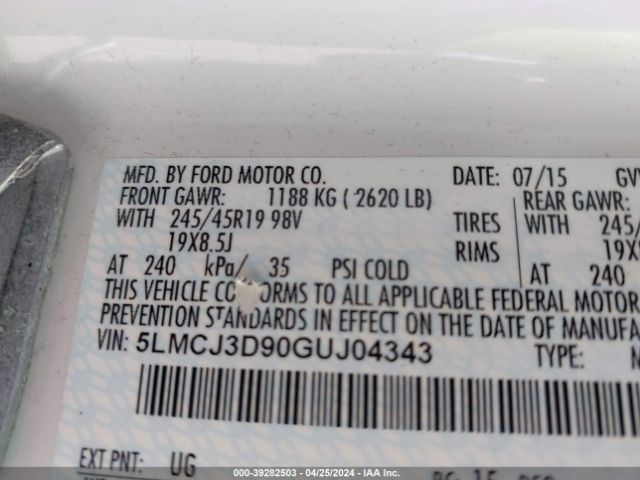 MFD. BY FORD MOTOR CO. DATE: 07/15
FRONT GAWR: 1188 KG ( 2620 LB) REAR GAWR:
WITH 245/45R19 98V TIRES WITH
19X8.5J RIMS
AT 240 kPa/ 35 PSI COLD AT 240
THIS VEHICLE ORMS TO ALL APPLICABLE FEDERAL MOTOR
PREVENTION STANDARDS IN EFFECT ON THE DATE OF
VIN: 5LMCJ3D90GUJ04343 TYPE:
EXT PNT: UG
000-39282503 - 04/25/2024 - IAA Inc.